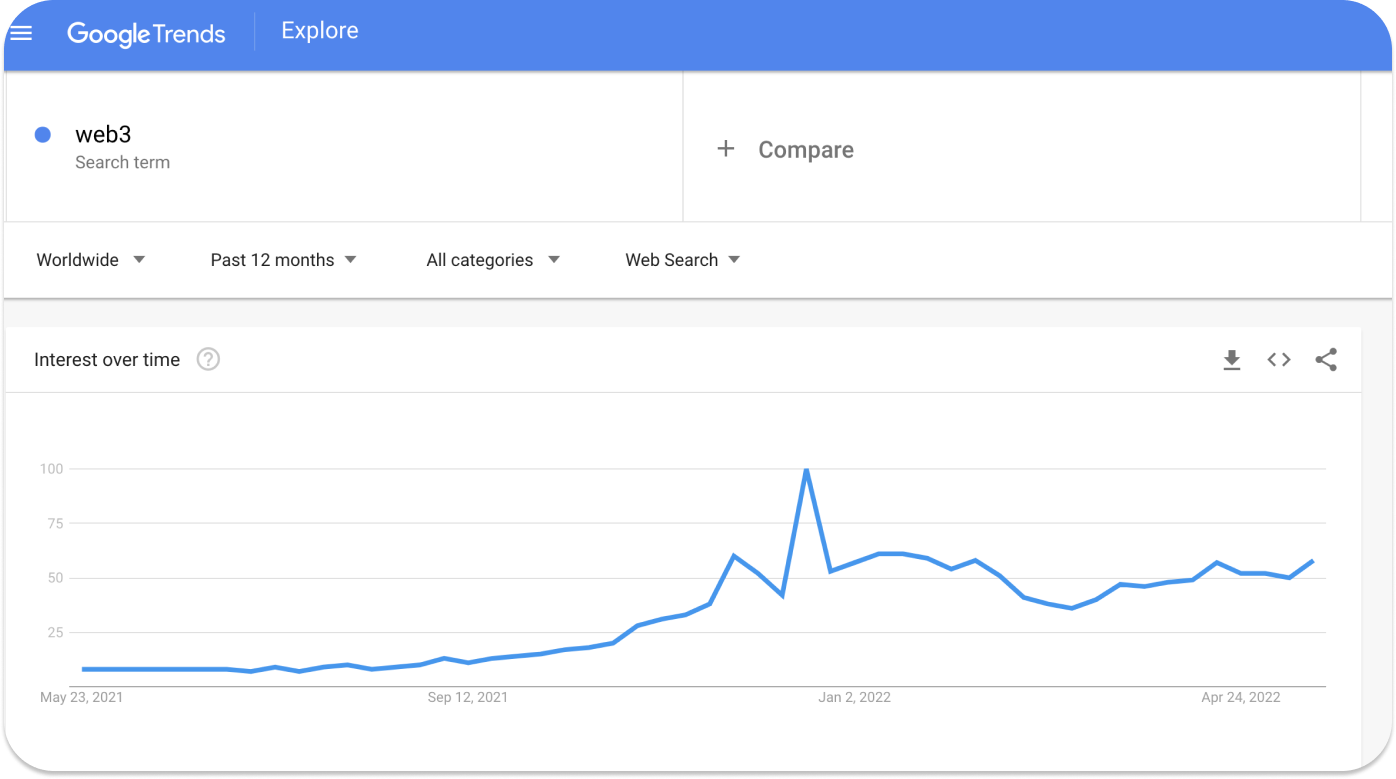 Google Trends Explore
web3
Search term
+ Compare
Worldwide Past 12 months All categories Web Search
Interest over time ?
100
75
50
25
May 23, 2021 Sep 12, 2021 Jan 2, 2022 Apr 24, 2022